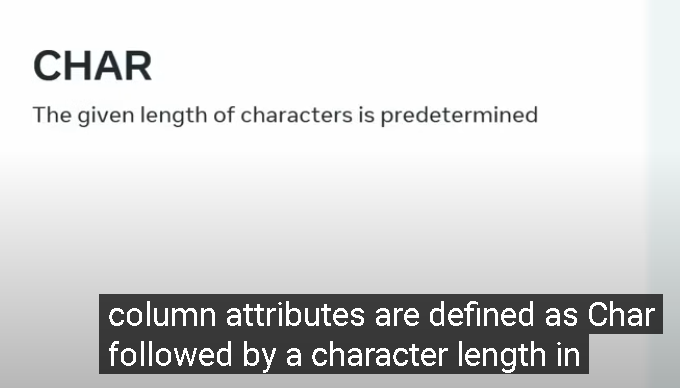 CHAR
The given length of characters is predetermined
column attributes are defined as Char
followed by a character length in